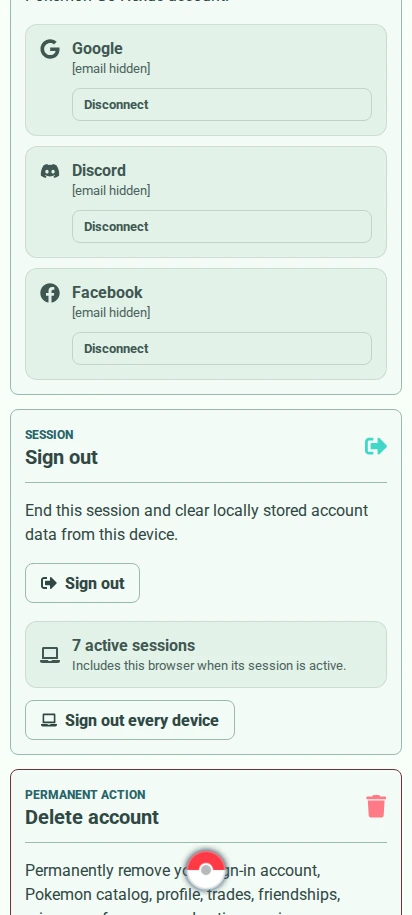 Google
[email hidden]
Disconnect
Discord
[email hidden]
Disconnect
Facebook
[email hidden]
Disconnect
SESSION
Sign out
End this session and clear locally stored account
data from this device.
Sign out
7 active sessions
Includes this browser when its session is active.
Sign out every device
PERMANENT ACTION
Delete account
Permanently remove in account,
Pokemon catalog, profile, trades, friendships,